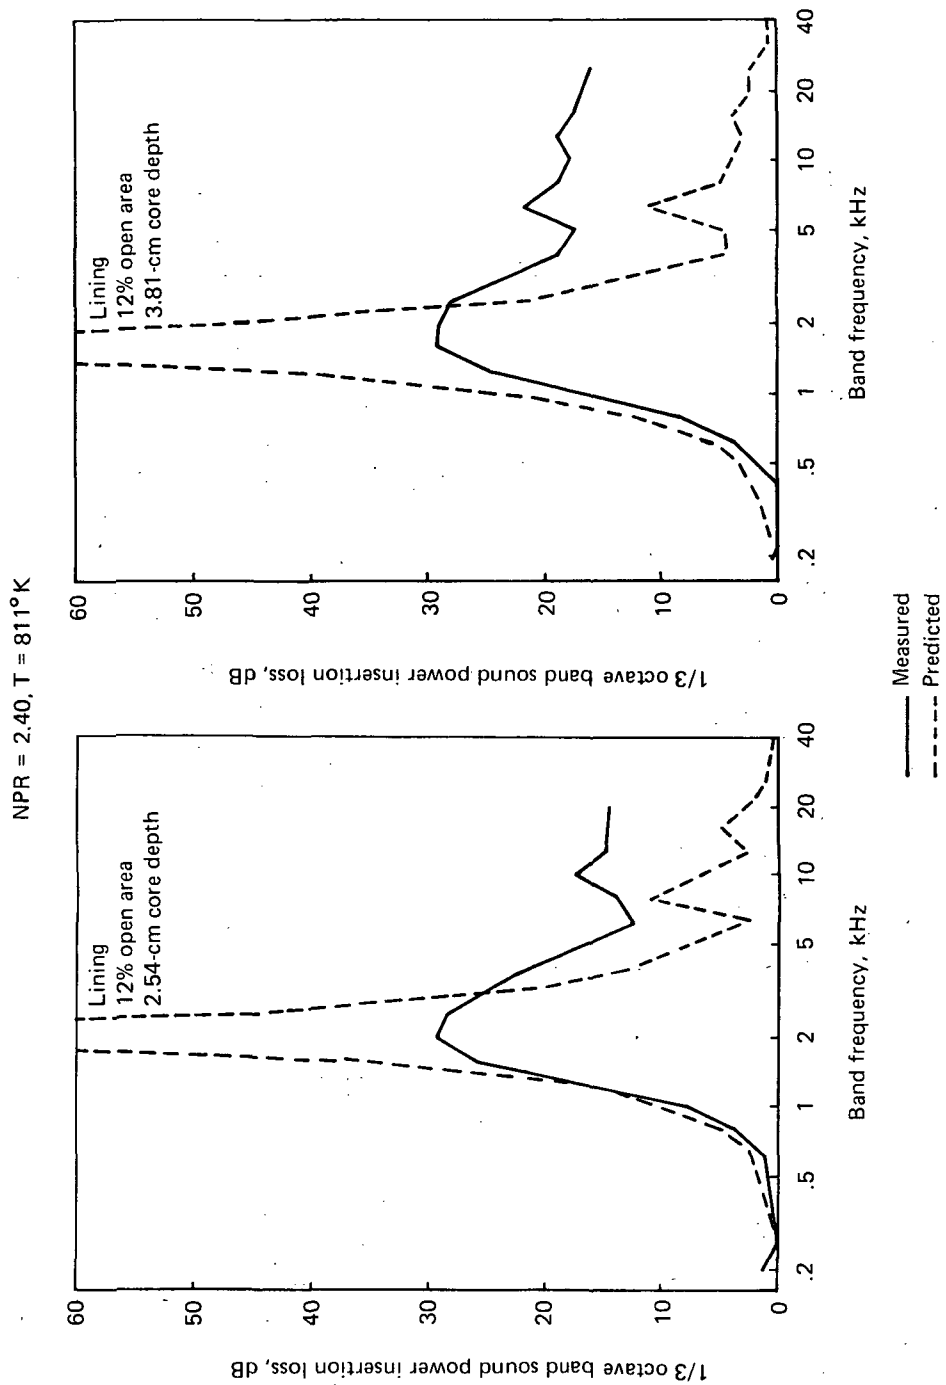 NPR = 2.40, T = 811°K
1/3 octave band sound power insertion loss, dB
60
50
40
30
20
10
0
Lining
12% open area
2.54-cm core depth
.2
.5
1
2
5
10
20
40
Band frequency, kHz
1/3 octave band sound power insertion loss, dB
60
50
40
30
20
10
0
Lining
12% open area
3.81-cm core depth
.2
.5
1
2
5
10
20
40
Band frequency, kHz
Measured
Predicted